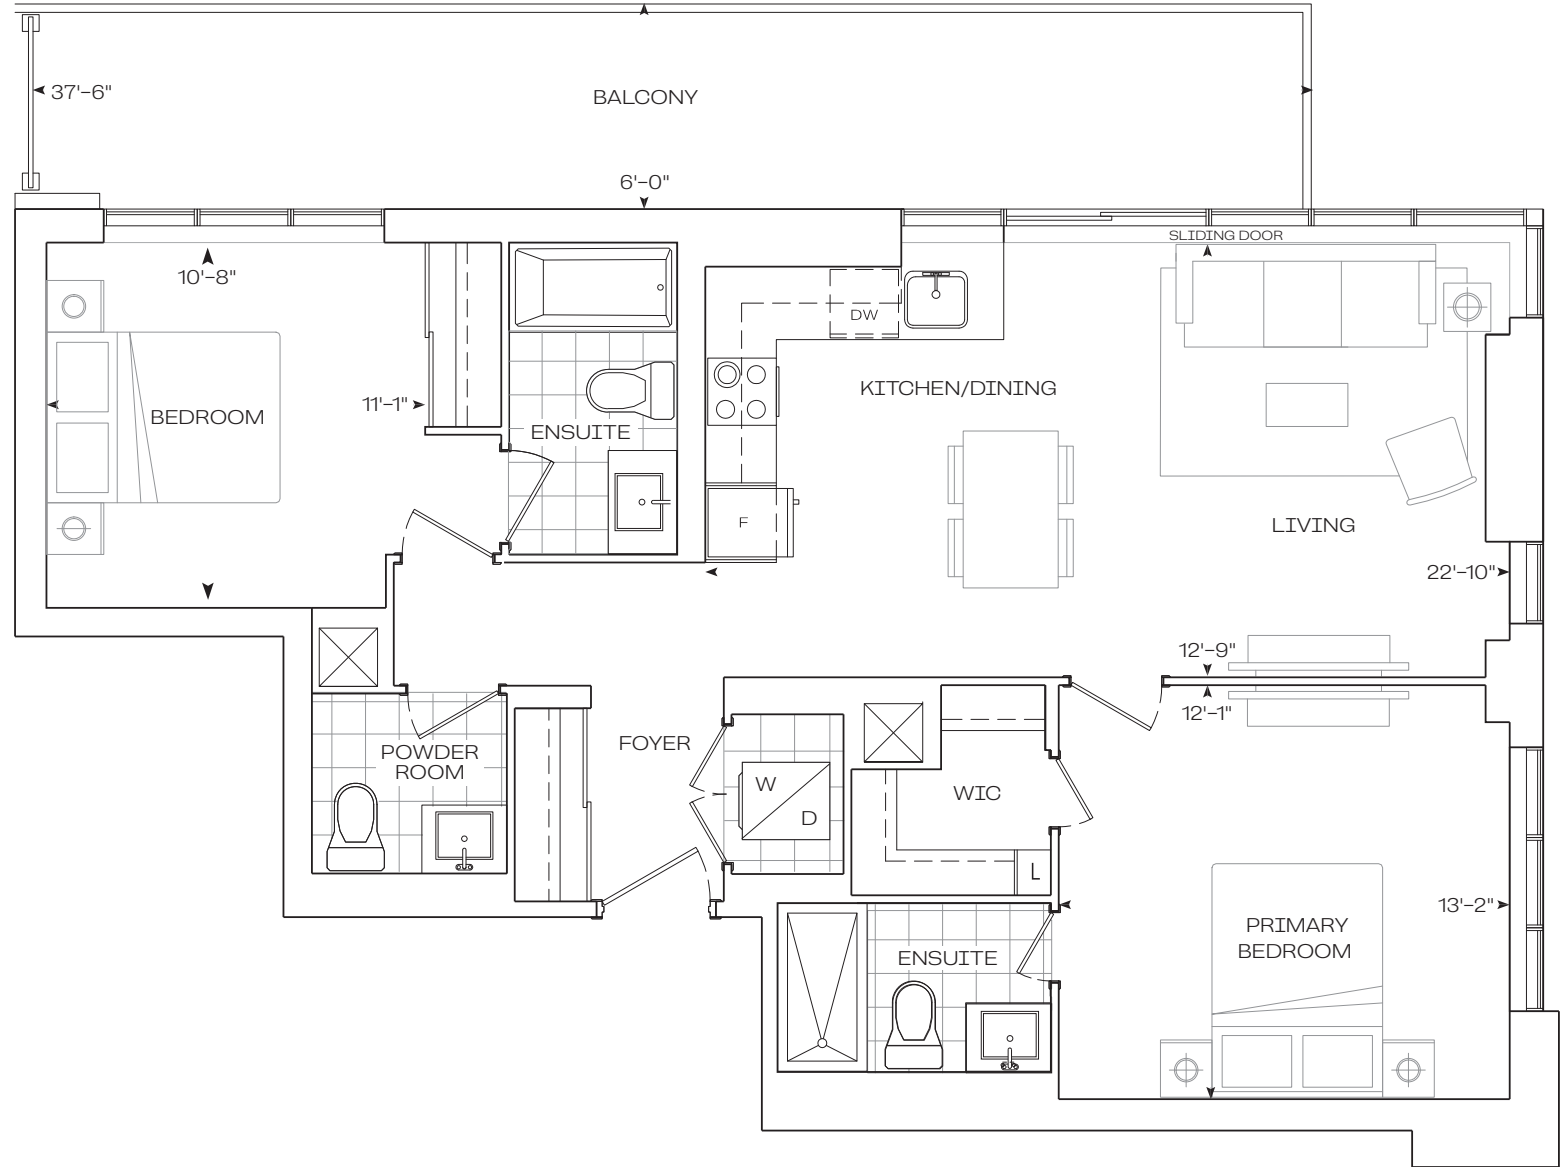 37'-6"
BALCONY
6'-0"
SLIDING DOOR
10'-8"
DW
KITCHEN/DINING
11'-1"
BEDROOM
ENSUITE
F
LIVING
22'-10"
12'-9"
12'-1"
FOYER
POWDER
ROOM
W
D
WIC
L
13'-2"
PRIMARY
BEDROOM
ENSUITE